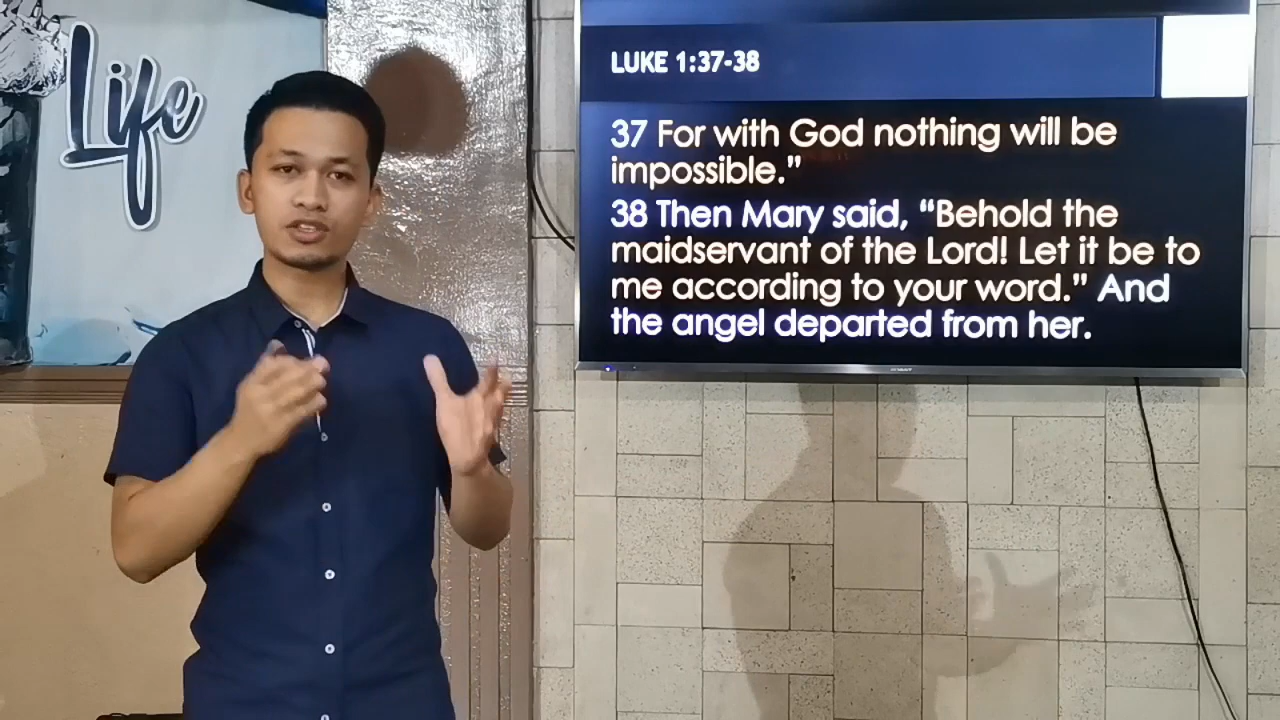 Life
LUKE 1:37-38
37 For with God nothing will be
impossible.”
38 Then Mary said, “Behold the
maidservant of the Lord! Let it be to
me according to your word.” And
the angel departed from her.